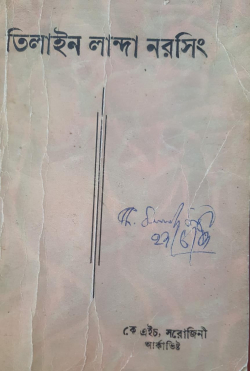 তিলাইন লান্দা নরসিং
কে এইচ. সরোজিনী
আর্কাভিষ্ট